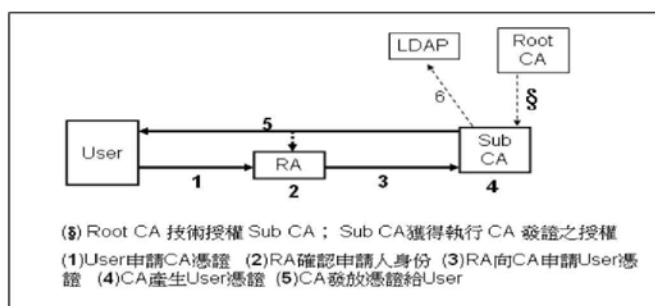 LDAP
Root
CA
6
§
5
User
RA
Sub
CA
1
2
3
4
(§) Root CA 技術授權 Sub CA； Sub CA獲得執行 CA 發證之授權
(1)User申請CA憑證 (2)RA確認申請人身份 (3)RA向CA申請User憑
證 (4)CA產生User憑證 (5)CA發放憑證給User